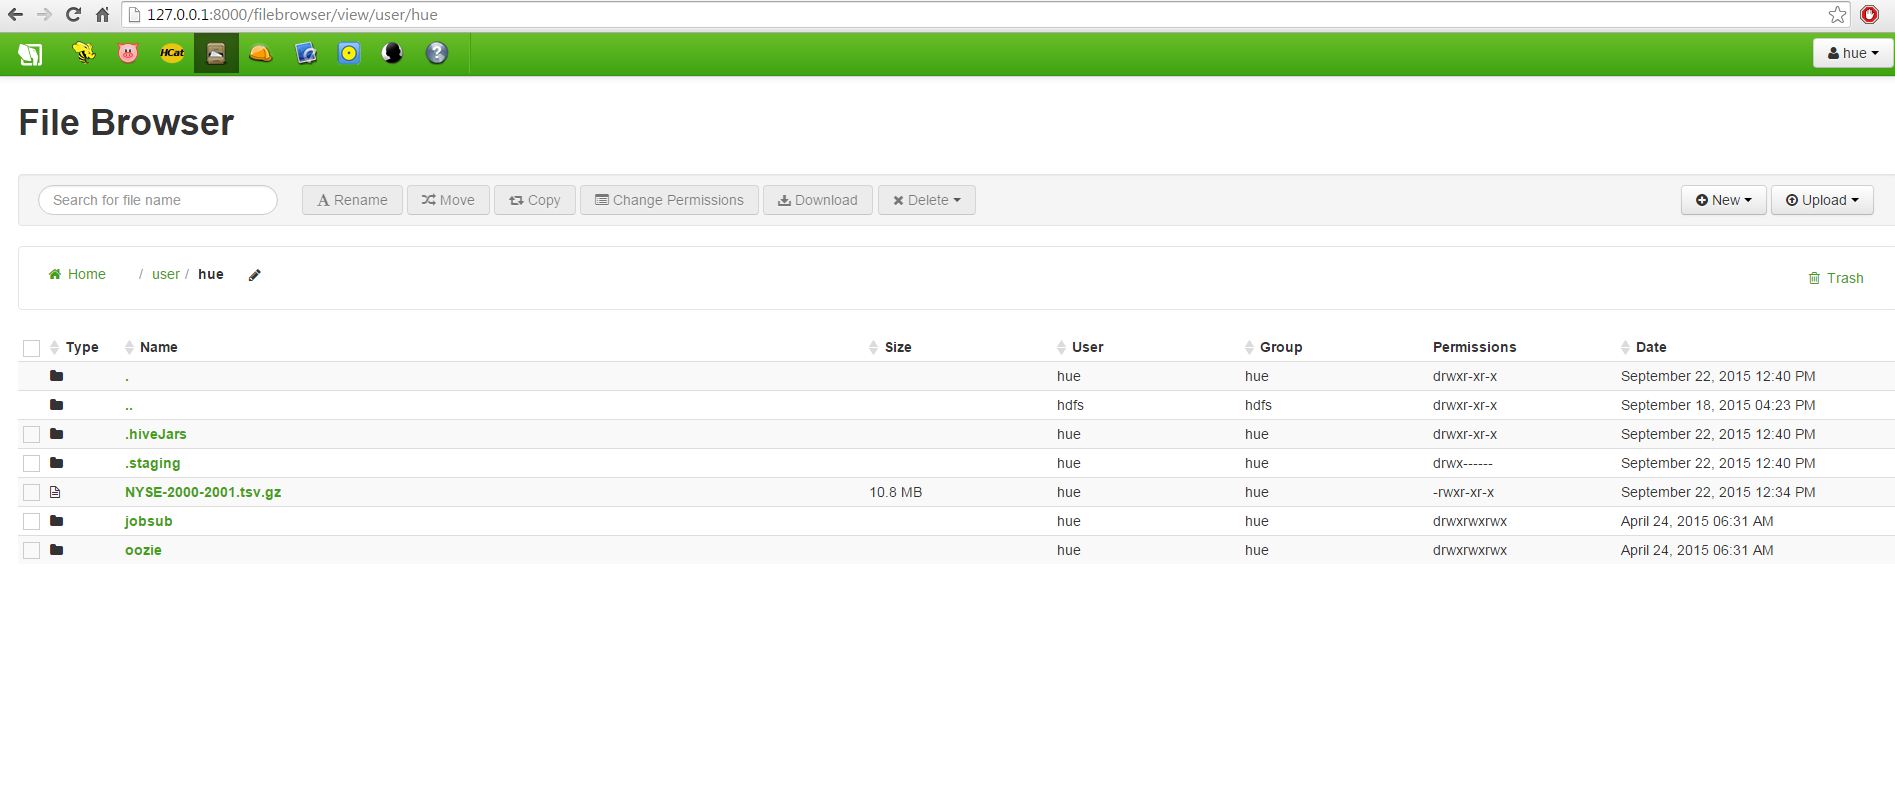 127.0.0.1:8000/filebrowser/view/user/hue
HCat ? hue
File Browser
Search for file name A Rename Move Copy Change Permissions Download Delete New Upload
Home / user / hue Trash
Type Name Size User Group Permissions Date
. hue hue drwxr-xr-x September 22, 2015 12:40 PM
.. hdfs hdfs drwxr-xr-x September 18, 2015 04:23 PM
.hiveJars hue hue drwxr-xr-x September 22, 2015 12:40 PM
.staging hue hue drwx------ September 22, 2015 12:40 PM
NYSE-2000-2001.tsv.gz 10.8 MB hue hue -rwxr-xr-x September 22, 2015 12:34 PM
jobsub hue hue drwxrwxrwx April 24, 2015 06:31 AM
oozie hue hue drwxrwxrwx April 24, 2015 06:31 AM